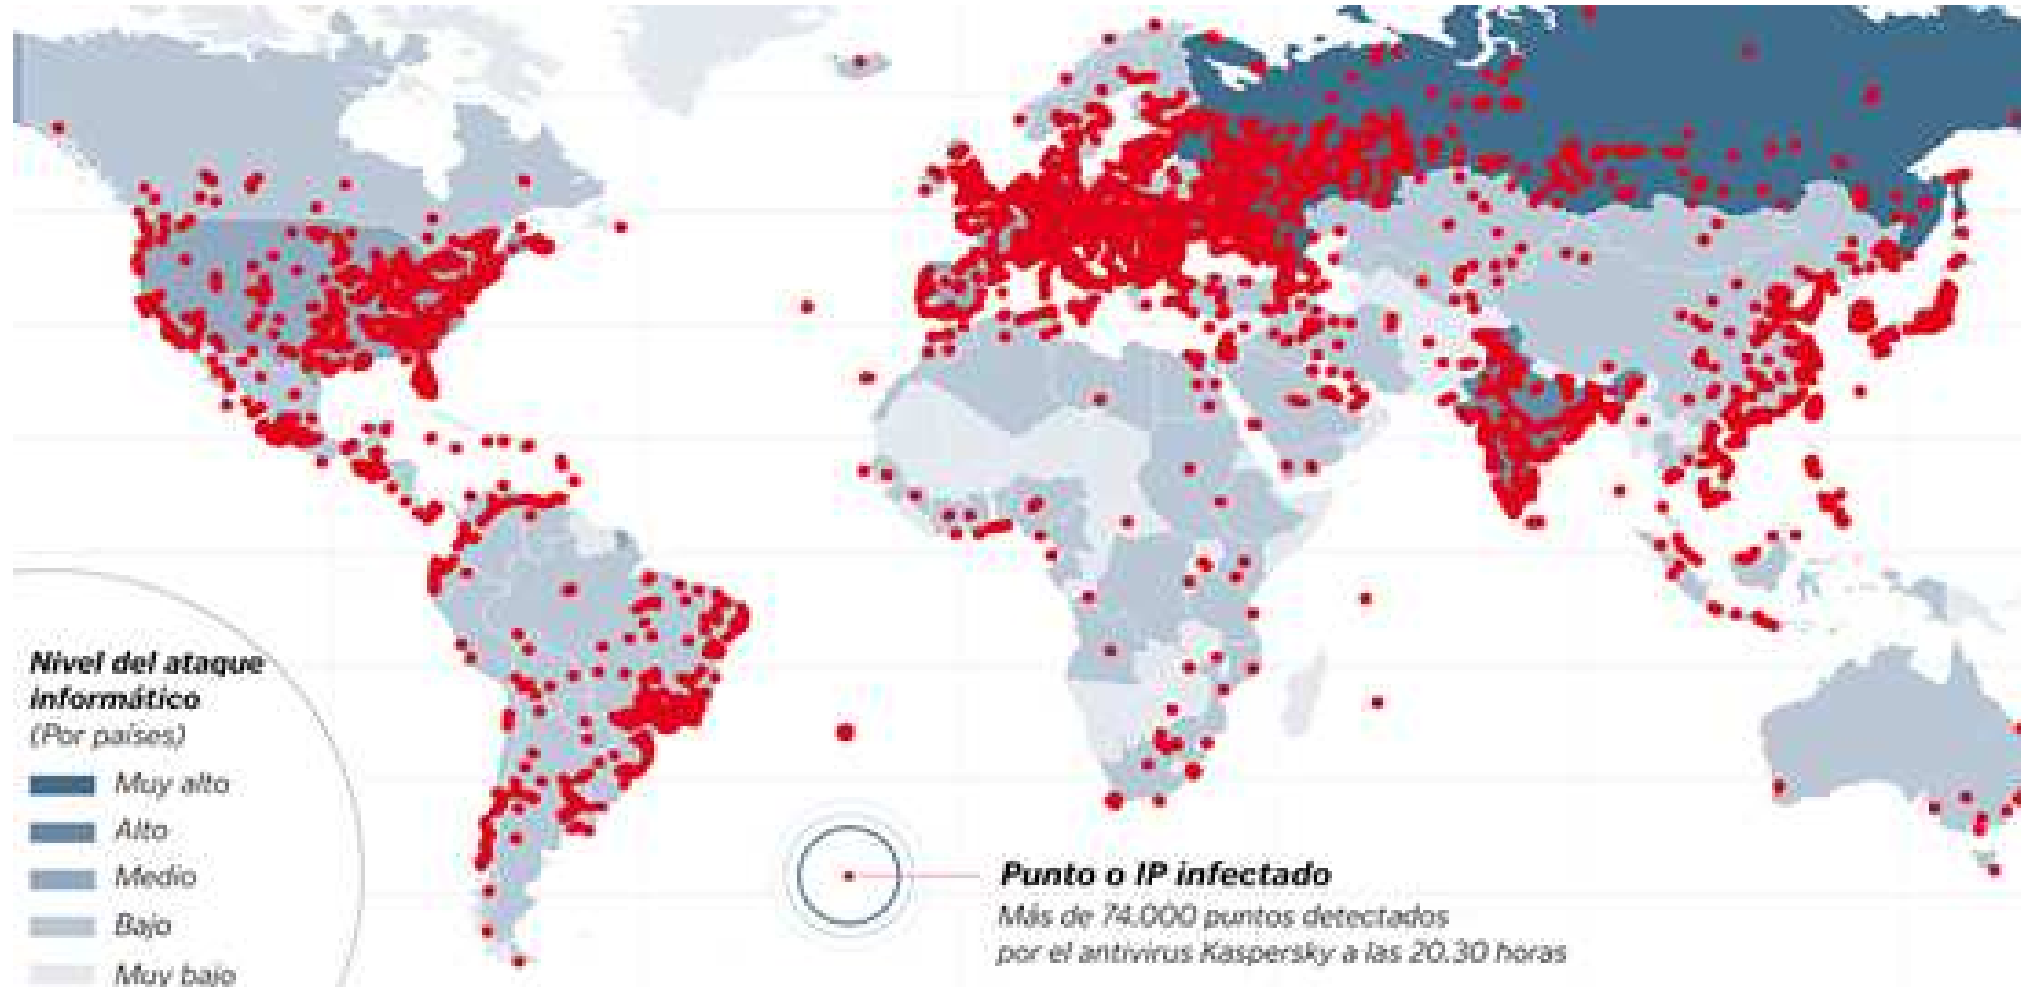 Nivel del ataque
informático
(Por países)
Muy alto
Alto
Medio
Bajo
Muy bajo
Punto o IP infectado
Más de 74.000 puntos detectados
por el antivirus Kaspersky a las 20.30 horas